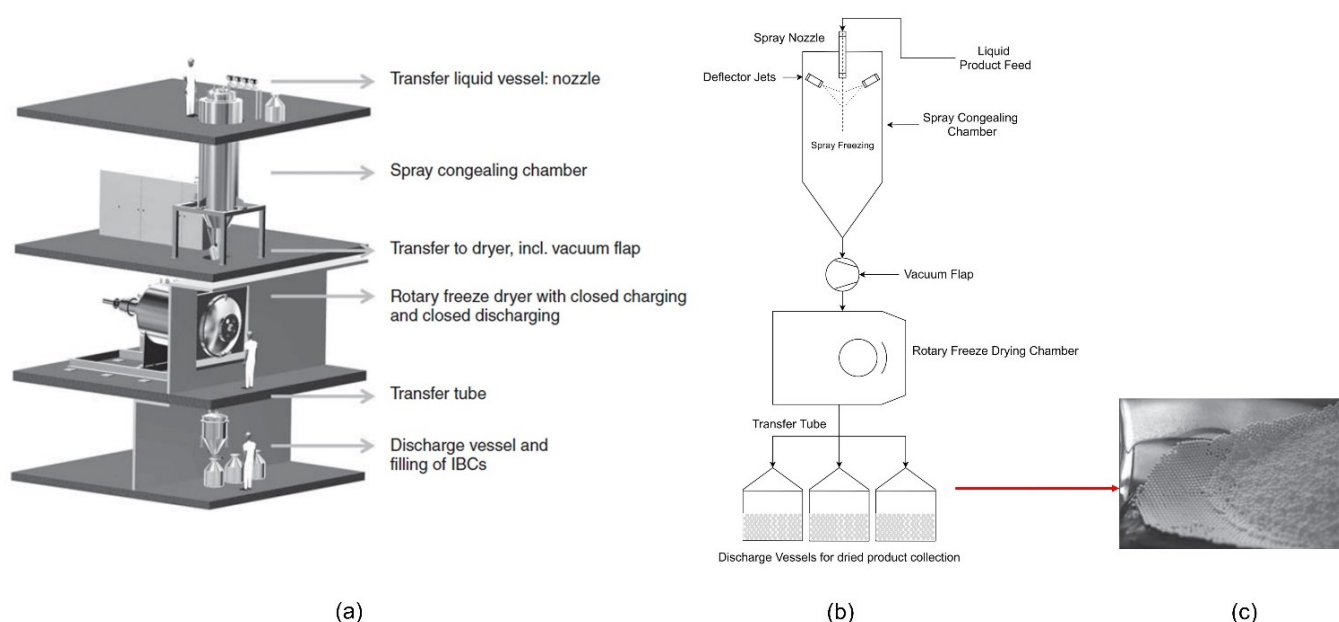 Transfer liquid vessel: nozzle
Spray congealing chamber
Transfer to dryer, incl. vacuum flap
Rotary freeze dryer with closed charging
and closed discharging
Transfer tube
Discharge vessel and
filling of IBCs
(a)
Spray Nozzle
Liquid
Product Feed
Deflector Jets
Spray Congealing
Chamber
Spray Freezing
Vacuum Flap
Rotary Freeze Drying Chamber
Transfer Tube
Discharge Vessels for dried product collection
(b)
(c)